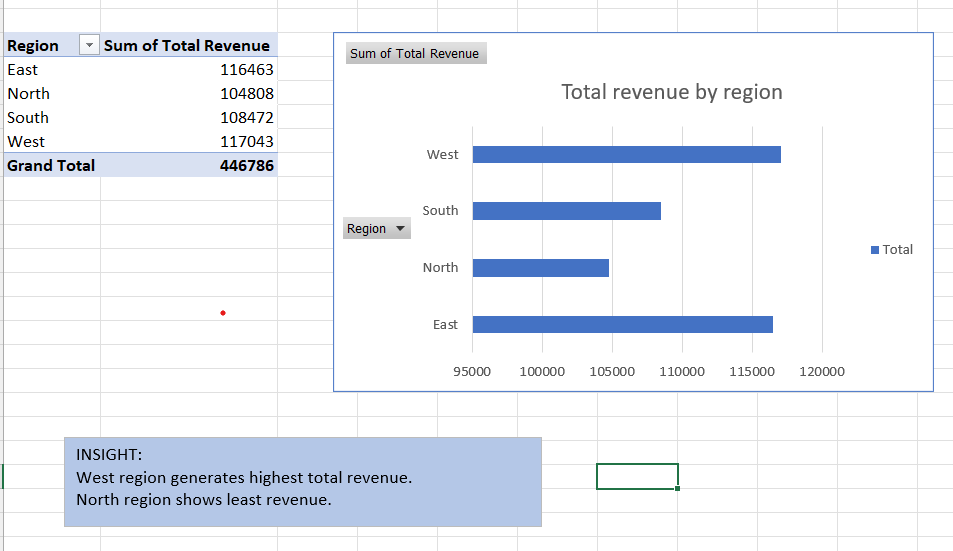 Region Sum of Total Revenue
East 116463
North 104808
South 108472
West 117043
Grand Total 446786
Sum of Total Revenue
Total revenue by region
West
South
Region
North
East
Total
95000 100000 105000 110000 115000 120000
INSIGHT:
West region generates highest total revenue.
North region shows least revenue.